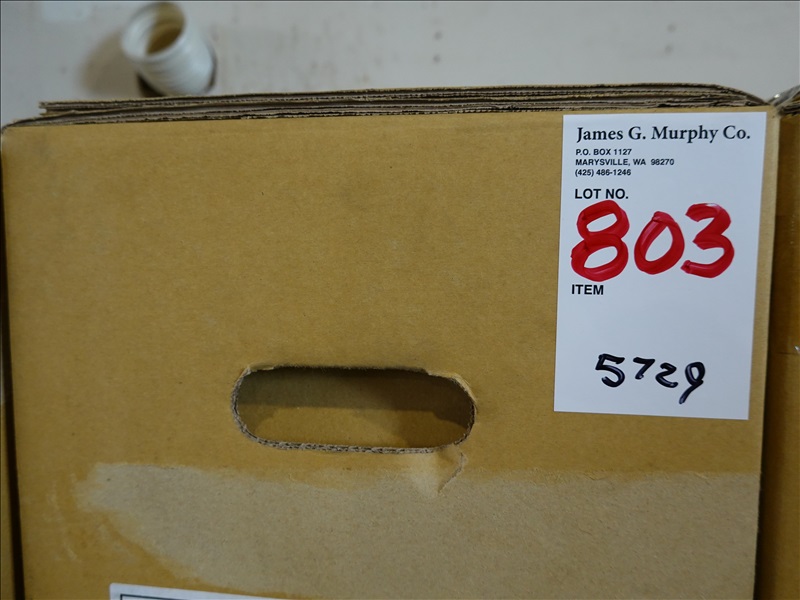 James G. Murphy Co.
P.O. BOX 1127
MARYSVILLE, WA 98270
(425) 486-1246
LOT NO.
803
ITEM
5729